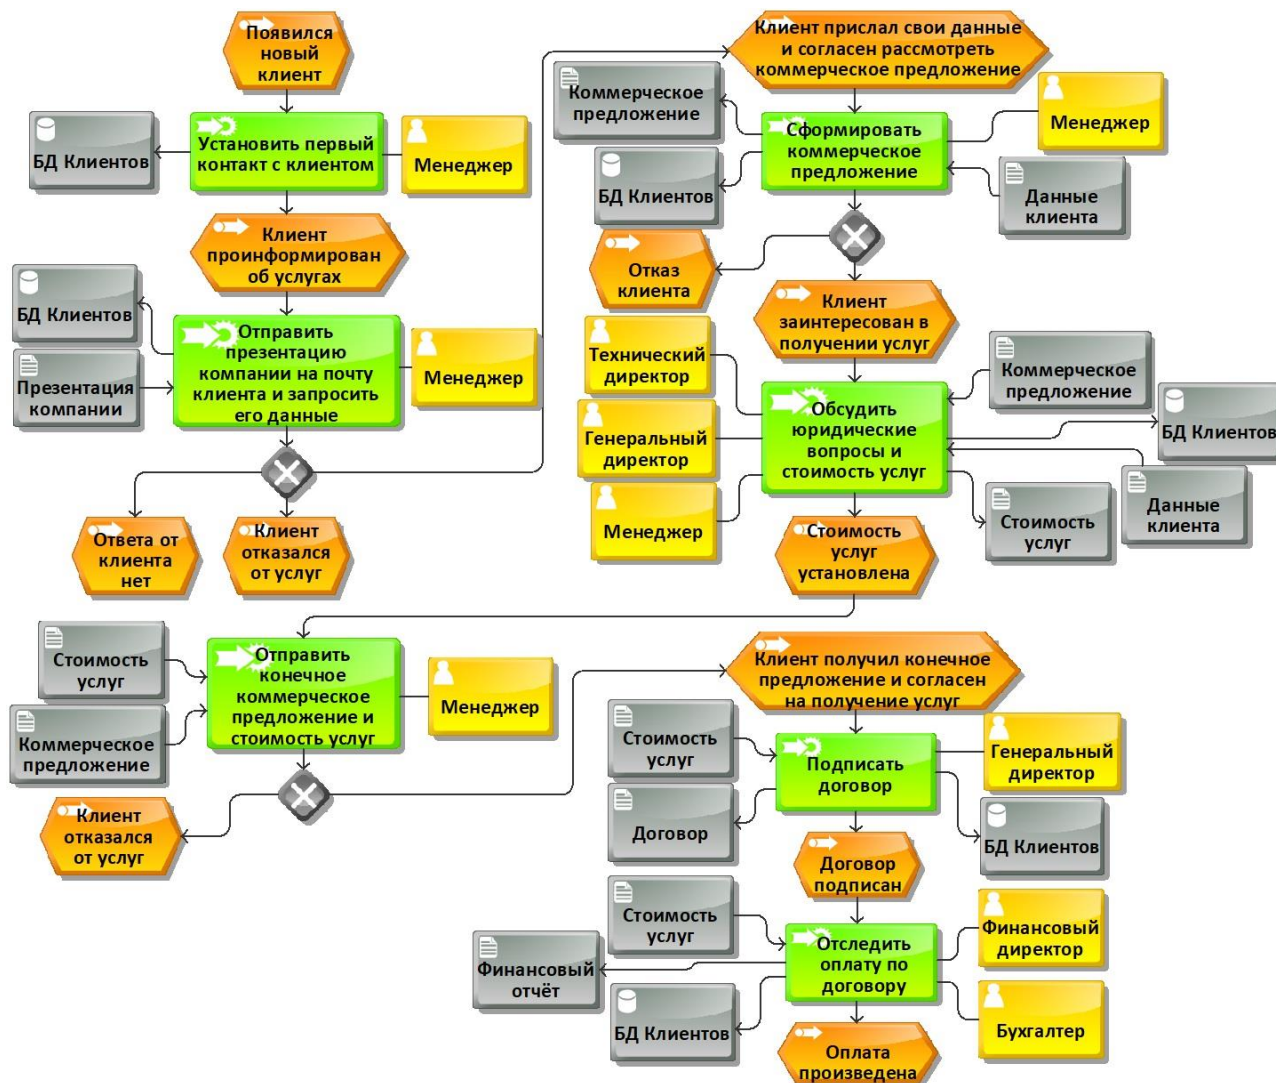 Появился
новый
клиент
БД Клиентов
Установить первый
контакт с клиентом
Менеджер
Клиент
проинформирован
об услугах
БД Клиентов
Презентация
компании
Отправить
презентацию
компании на почту
клиента и запросить
его данные
Менеджер
Ответа от
клиента
нет
Клиент
отказался
от услуг
Клиент прислал свои данные
и согласен рассмотреть
коммерческое предложение
Коммерческое
предложение
БД Клиентов
Сформировать
коммерческое
предложение
Менеджер
Данные
клиента
Отказ
клиента
Клиент
заинтересован в
получении услуг
Технический
директор
Генеральный
директор
Менеджер
Обсудить
юридические
вопросы и
стоимость услуг
Коммерческое
предложение
БД Клиентов
Данные
клиента
Стоимость
услуг
Стоимость
услуг
установлена
Стоимость
услуг
Коммерческое
предложение
Отправить
конечное
коммерческое
предложение и
стоимость услуг
Менеджер
Клиент
отказался
от услуг
Клиент получил конечное
предложение и согласен
на получение услуг
Стоимость
услуг
Договор
Подписать
договор
Генеральный
директор
БД Клиентов
Договор
подписан
Стоимость
услуг
Финансовый
отчёт
БД Клиентов
Отследить
оплату по
договору
Финансовый
директор
Бухгалтер
Оплата
произведена